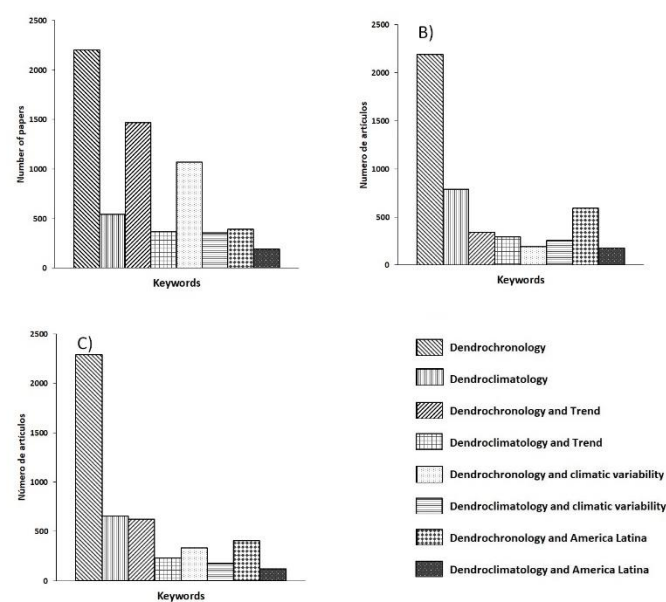 2500
2000
1500
1000
500
0
Number of papers
Keywords
B)
2500
2000
1500
1000
500
0
Numero de artículos
Keywords
C)
2500
2000
1500
1000
500
0
Número de artículos
Keywords
Dendrochronology
Dendroclimatology
Dendrochronology and Trend
Dendroclimatology and Trend
Dendrochronology and climatic variability
Dendroclimatology and climatic variability
Dendrochronology and America Latina
Dendroclimatology and America Latina